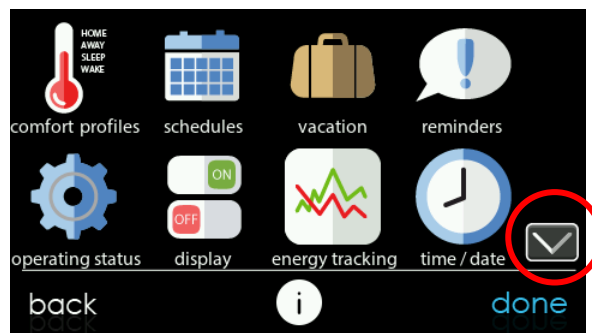 HOME
AWAY
SLEEP
WAKE
comfort profiles schedules vacation reminders
ON
OFF
operating status display energy tracking time / date
back i done